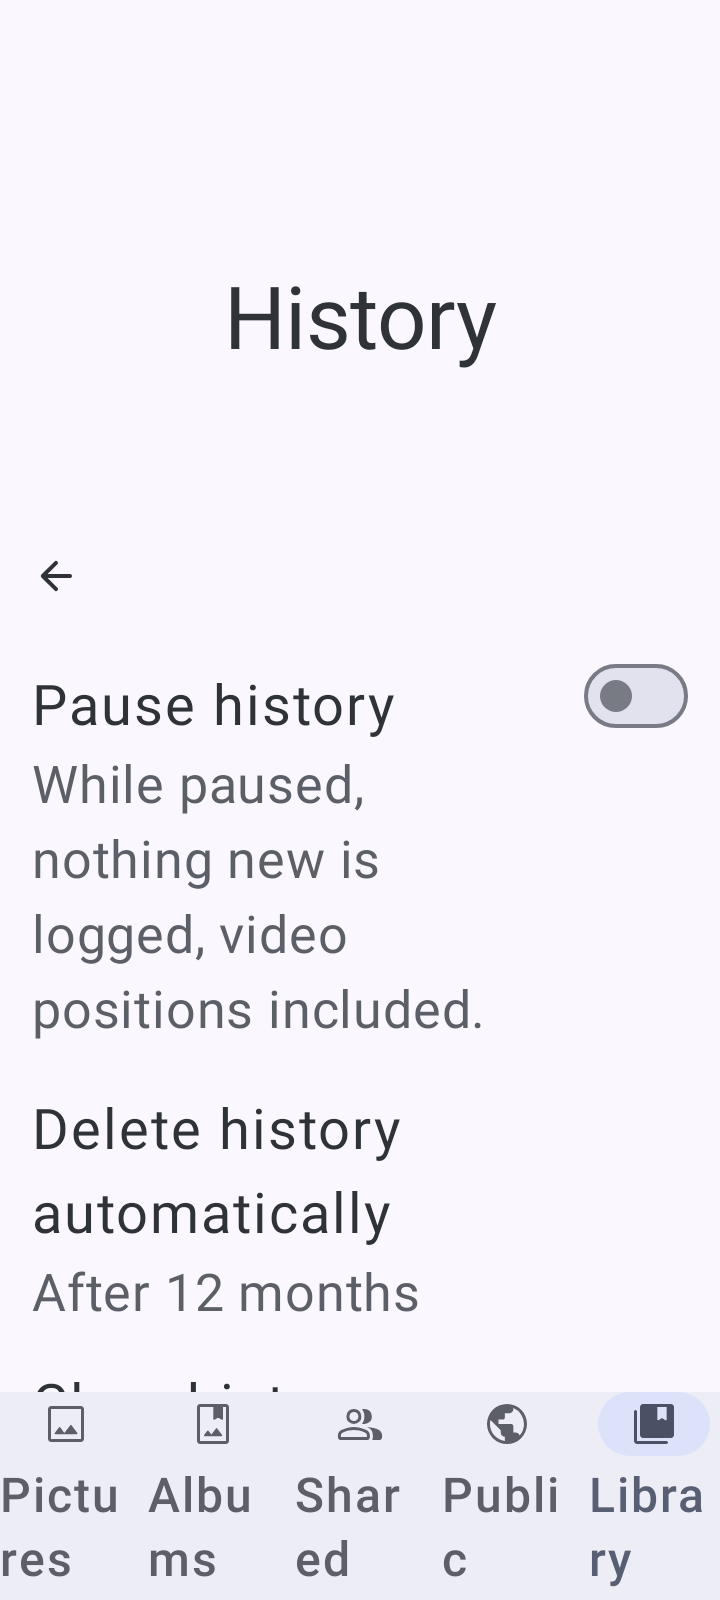 History
Pause history
While paused,
nothing new is
logged, video
positions included.
Delete history
automatically
After 12 months
Pictu
res
Albu
ms
Shar
ed
Publi
c
Libra
ry